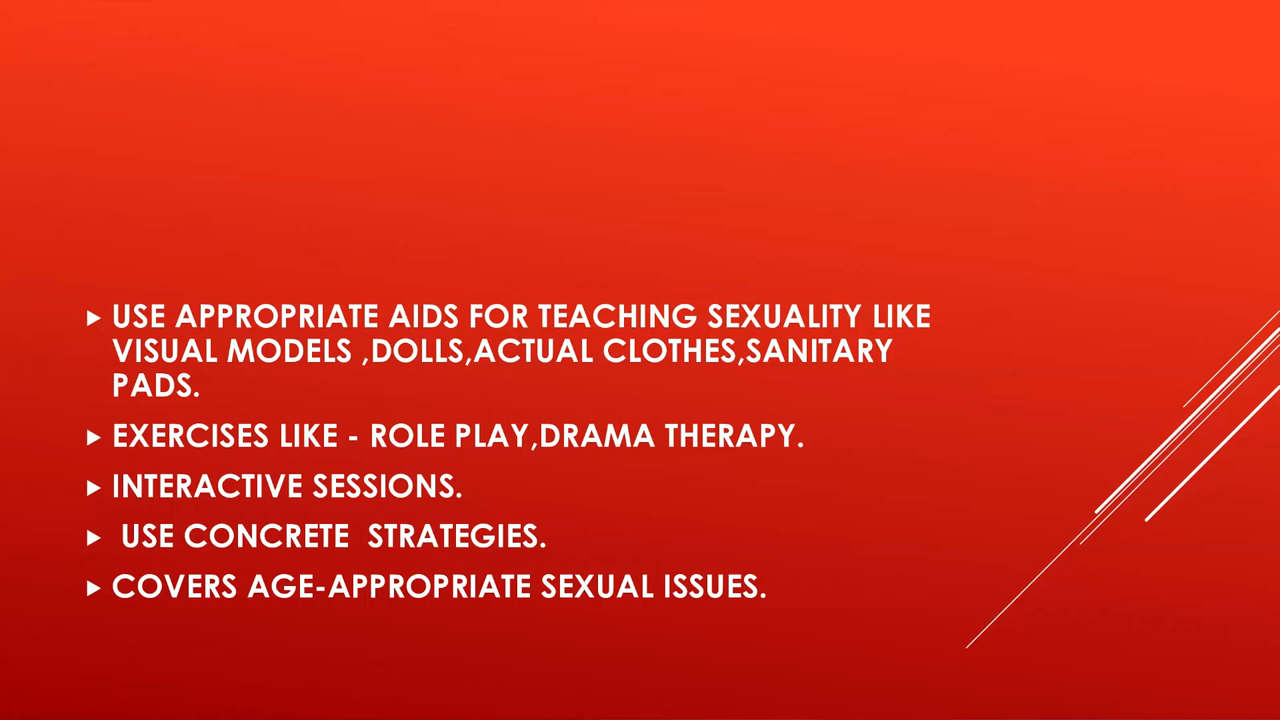 USE APPROPRIATE AIDS FOR TEACHING SEXUALITY LIKE
VISUAL MODELS ,DOLLS,ACTUAL CLOTHES,SANITARY
PADS.
EXERCISES LIKE - ROLE PLAY,DRAMA THERAPY.
INTERACTIVE SESSIONS.
USE CONCRETE  STRATEGIES.
COVERS AGE-APPROPRIATE SEXUAL ISSUES.